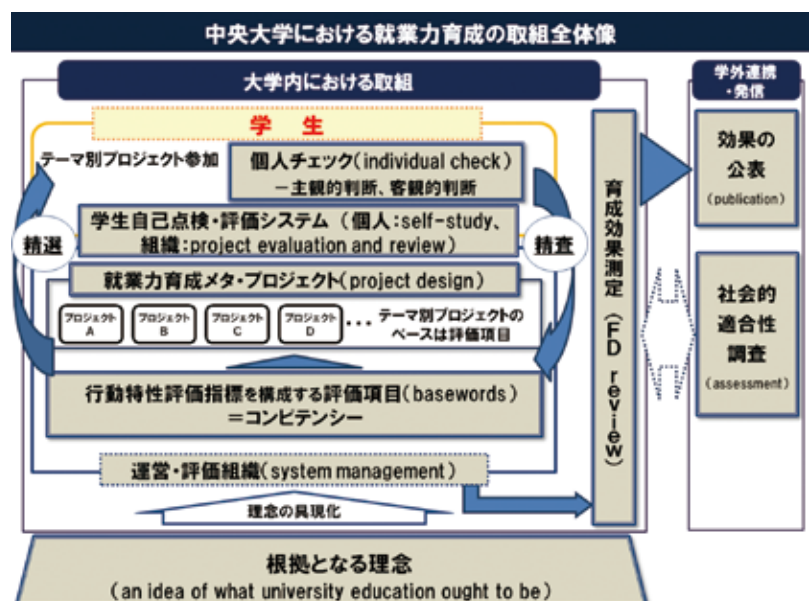 中央大学における就業力育成の取組全体像
大学内における取組
学外連携
・発信
学 生
テーマ別プロジェクト参加
個人チェック(individual check)
－主観的判断、客観的判断
学生自己点検・評価システム（個人：self-study、
組織：project evaluation and review）
精選
精査
就業力育成メタ・プロジェクト(project design)
プロジェクト
A
プロジェクト
B
プロジェクト
C
プロジェクト
D
・・・ テーマ別プロジェクトの
ベースは評価項目
行動特性評価指標を構成する評価項目(basewords)
＝コンピテンシー
運営・評価組織(system management)
理念の具現化
根拠となる理念
(an idea of what university education ought to be)
育成効果測定（FD review）
効果の
公表
(publication)
社会的
適合性
調査
(assessment)